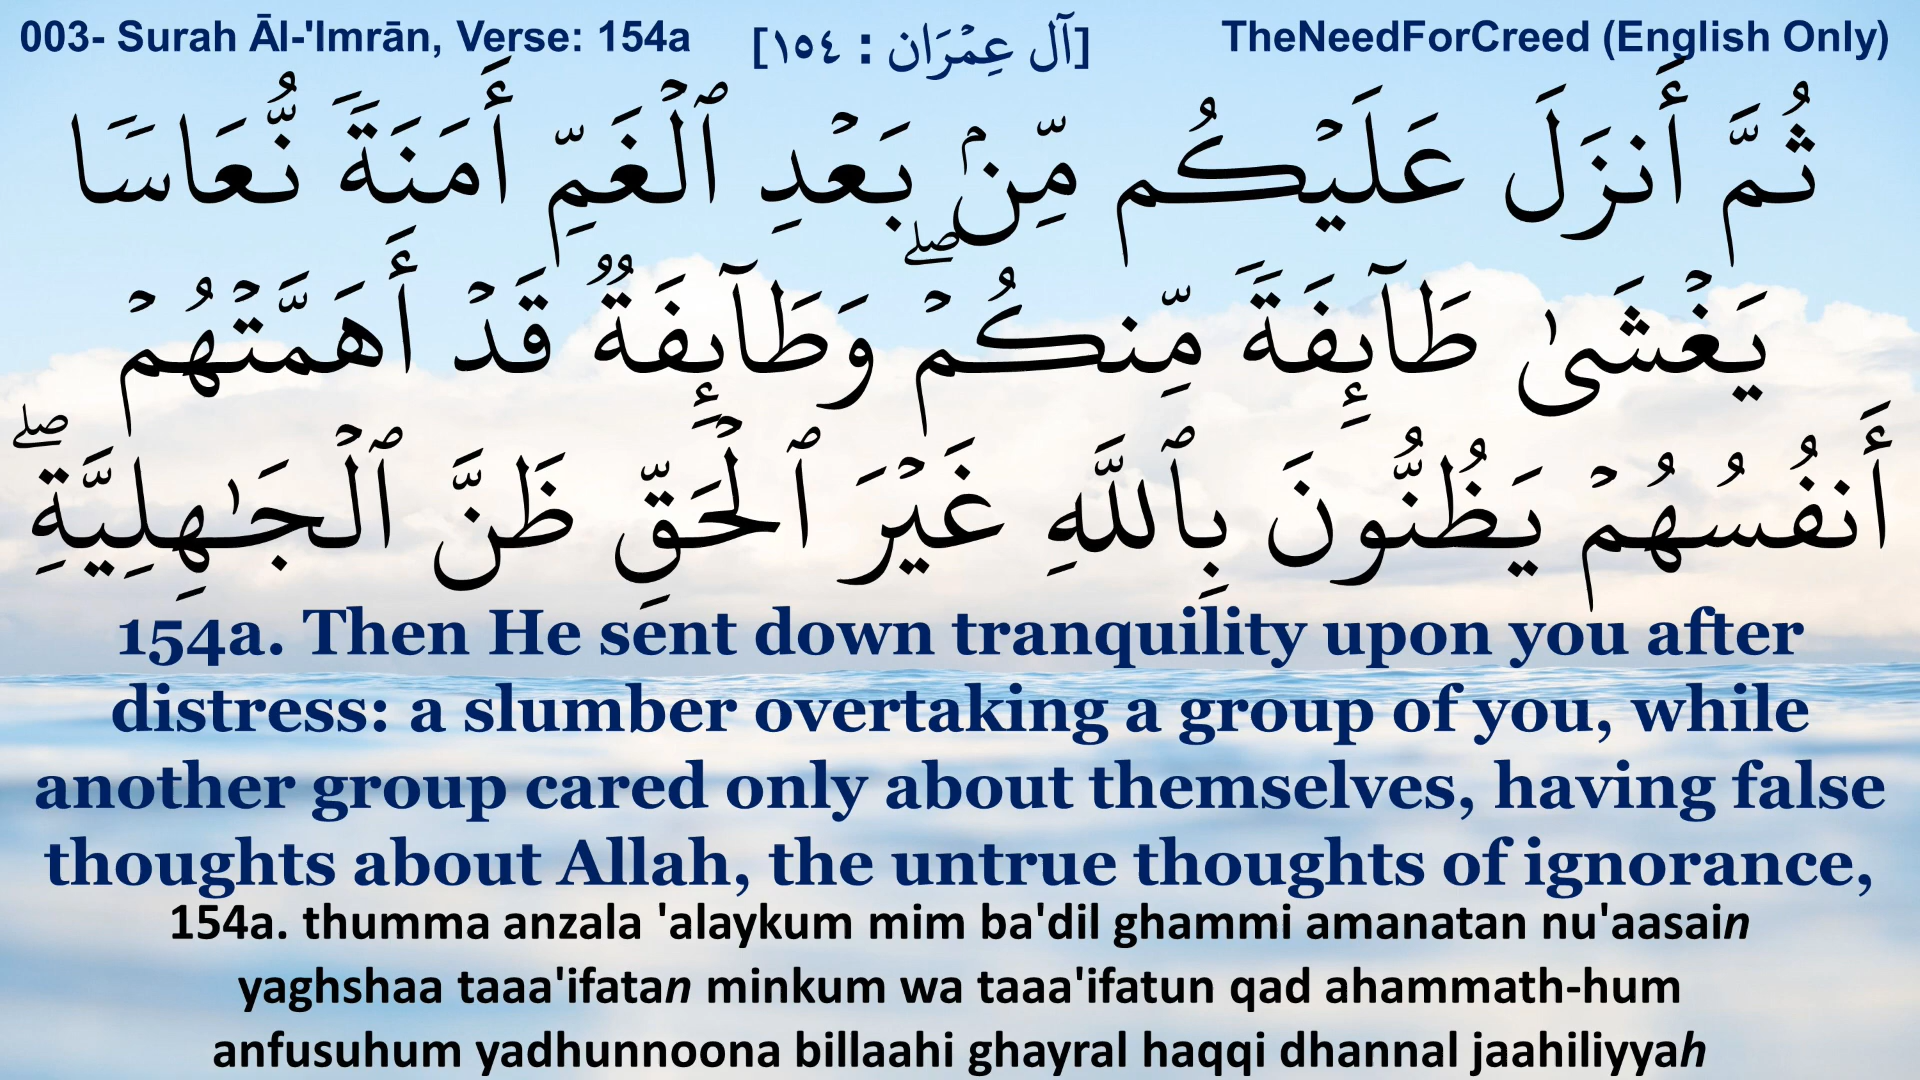 003- Surah Āl-'Imrān, Verse: 154a [آل عِمۡرَان : ١٥٤] TheNeedForCreed (English Only)
ثُمَّ أَنزَلَ عَلَيۡكُم مِّنۢ بَعۡدِ ٱلۡغَمِّ أَمَنَةٗ نُّعَاسٗا
يَغۡشَىٰ طَآئِفَةٗ مِّنكُمۡۖ وَطَآئِفَةٞ قَدۡ أَهَمَّتۡهُمۡ
أَنفُسُهُمۡ يَظُنُّونَ بِٱللَّهِ غَيۡرَ ٱلۡحَقِّ ظَنَّ ٱلۡجَٰهِلِيَّةِۖ
154a. Then He sent down tranquility upon you after
distress: a slumber overtaking a group of you, while
another group cared only about themselves, having false
thoughts about Allah, the untrue thoughts of ignorance,
154a. thumma anzala 'alaykum mim ba'dil ghammi amanatan nu'aasain
yaghshaa taaa'ifatan minkum wa taaa'ifatun qad ahammath-hum
anfusuhum yadhunnoona billaahi ghayral haqqi dhannal jaahiliyyah